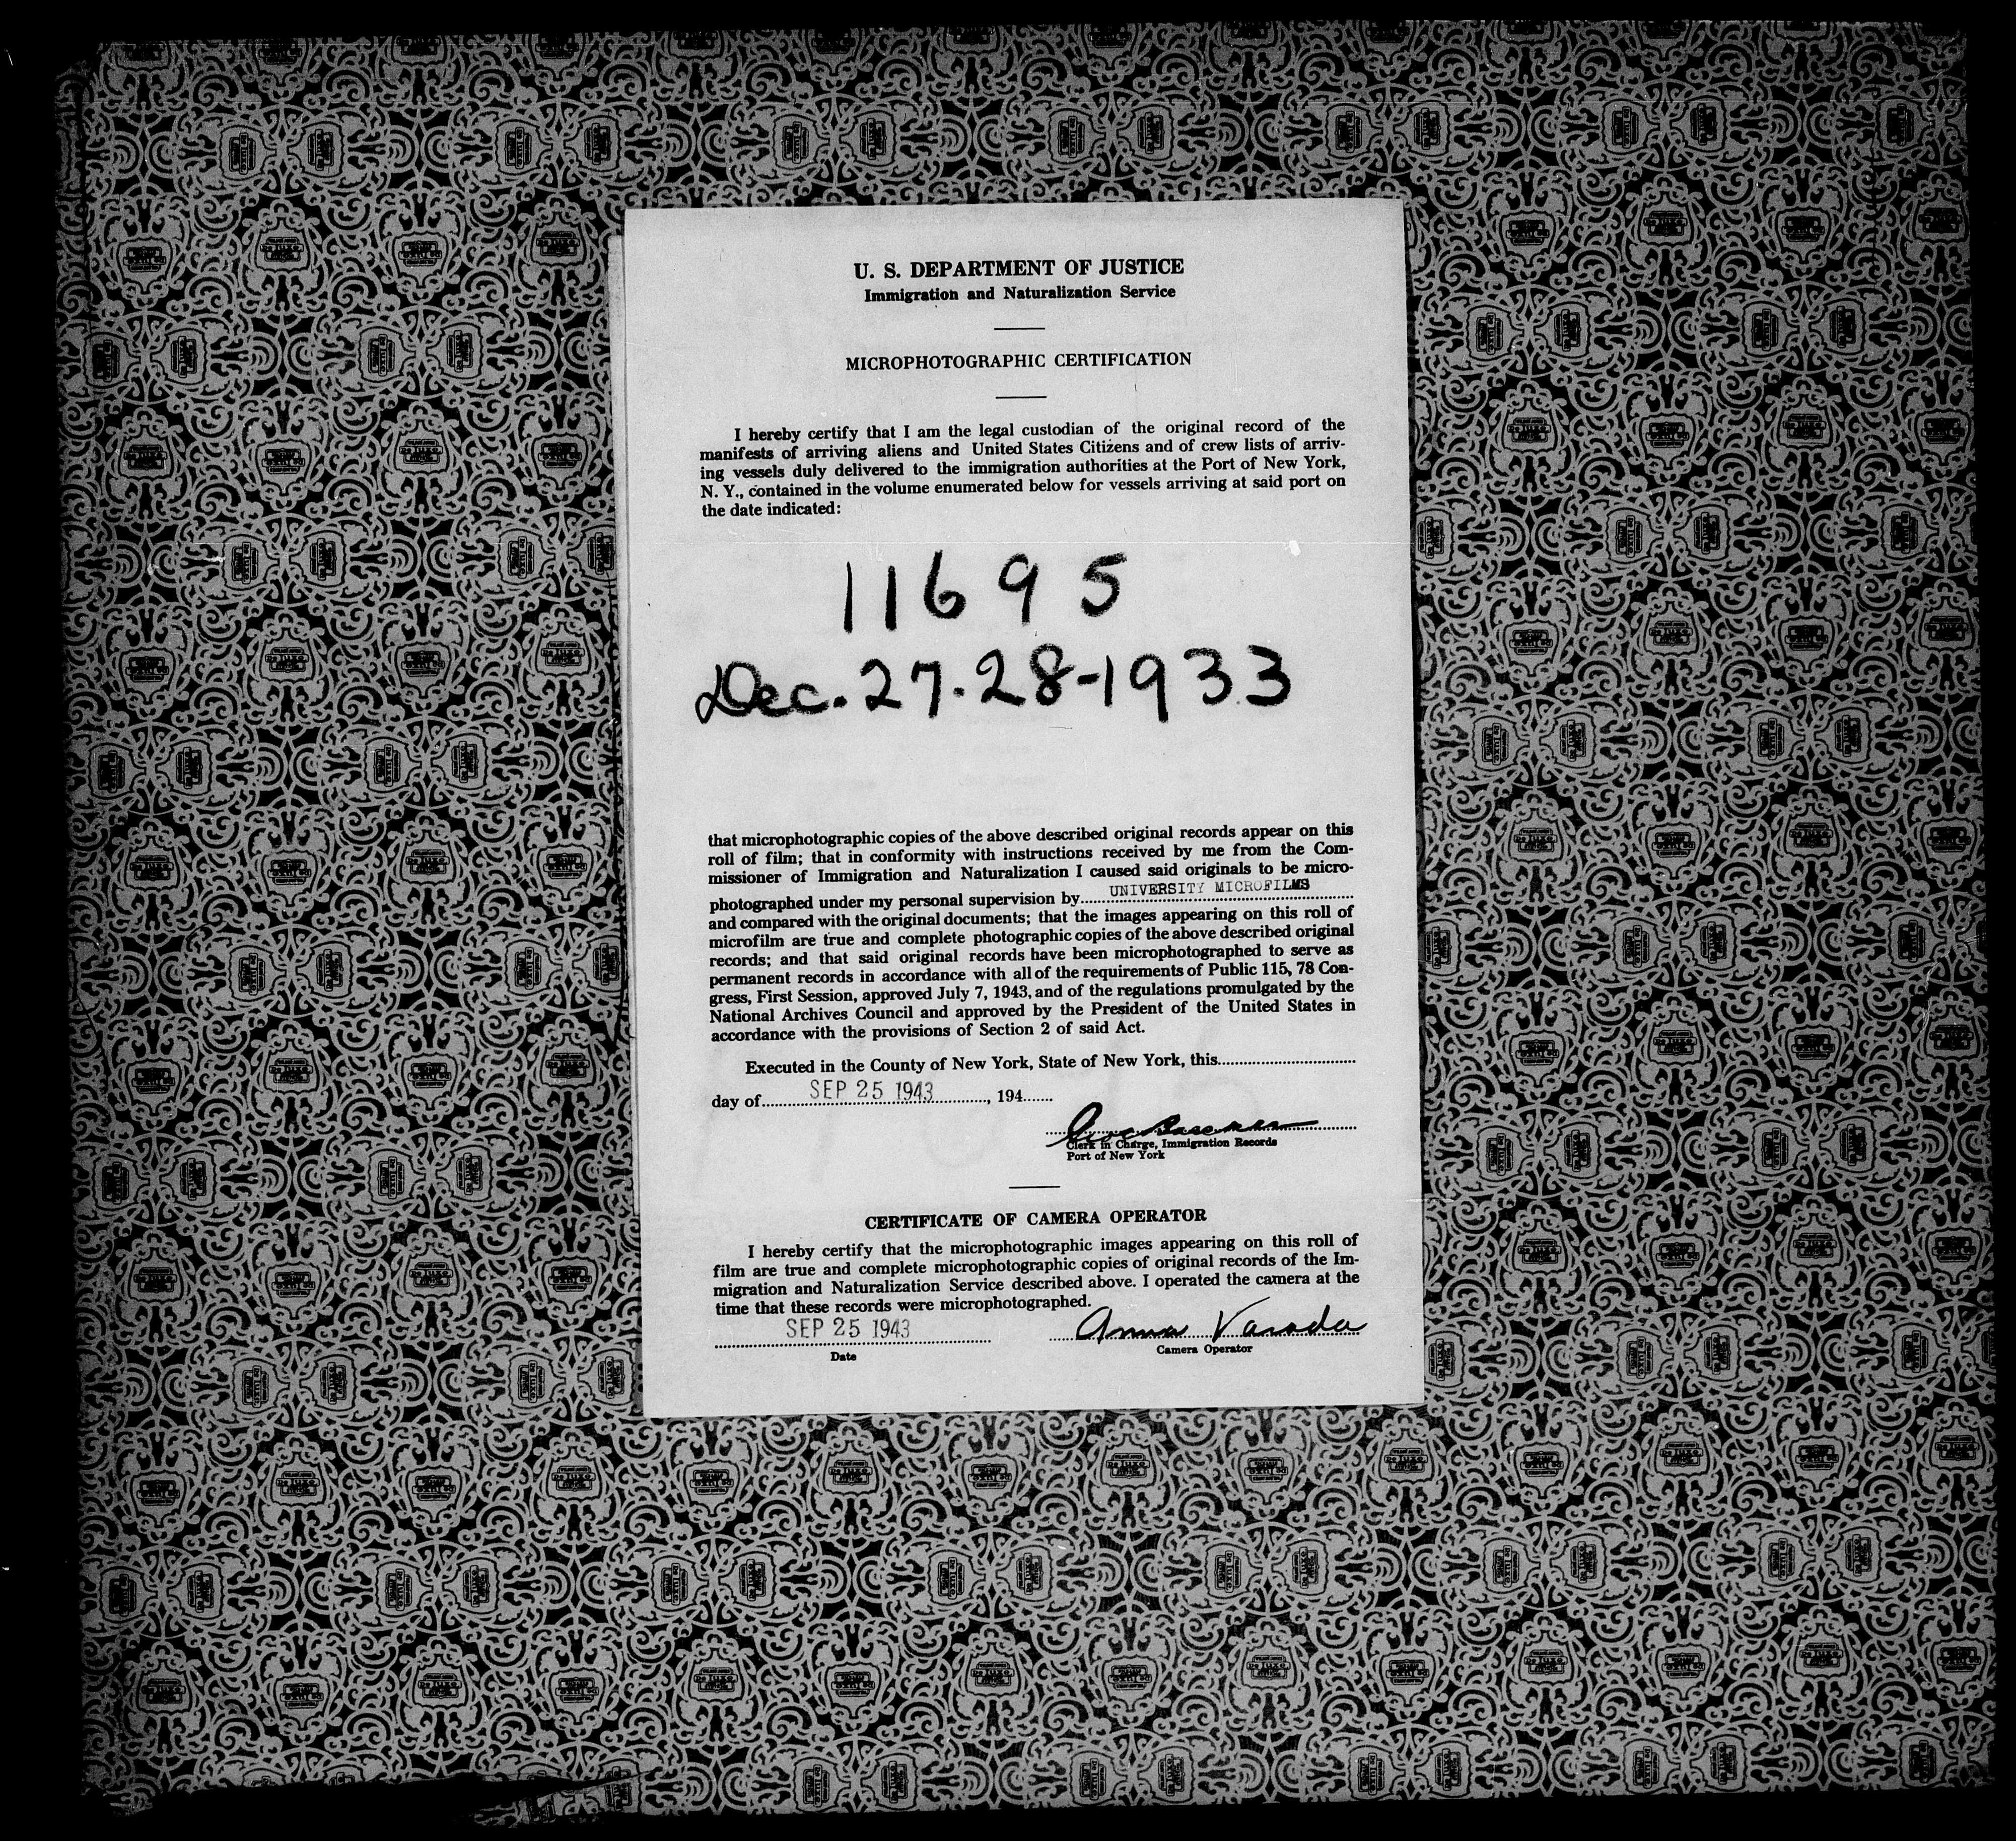 U. S. DEPARTMENT OF JUSTICE
Immigration and Naturalization Service
MICROPHOTOGRAPHIC CERTIFICATION
I hereby certify that I am the legal custodian of the original record of the
manifests of arriving aliens and United States Citizens and of crew lists of arriv-
ing vessels duly delivered to the immigration authorities at the Port of New York,
N. Y., contained in the volume enumerated below for vessels arriving at said port on
the date indicated:
11695
Dec. 27-28-1933
that microphotographic copies of the above described original records appear on this
roll of film; that in conformity with instructions received by me from the Com-
missioner of Immigration and Naturalization I caused said originals to be micro-
photographed under my personal supervision by UNIVERSITY MICROFILMS
and compared with the original documents; that the images appearing on this roll of
microfilm are true and complete photographic copies of the above described original
records; and that said original records have been microphotographed to serve as
permanent records in accordance with all of the requirements of Public 115, 78 Con-
gress, First Session, approved July 7, 1943, and of the regulations promulgated by the
National Archives Council and approved by the President of the United States in
accordance with the provisions of Section 2 of said Act.
Executed in the County of New York, State of New York, this
day of SEP 25 1943, 194
Clerk in Charge, Immigration Records
Port of New York
CERTIFICATE OF CAMERA OPERATOR
I hereby certify that the microphotographic images appearing on this roll of
film are true and complete microphotographic copies of original records of the Im-
migration and Naturalization Service described above. I operated the camera at the
time that these records were microphotographed.
SEP 25 1943 Anna Varada
Date Camera Operator